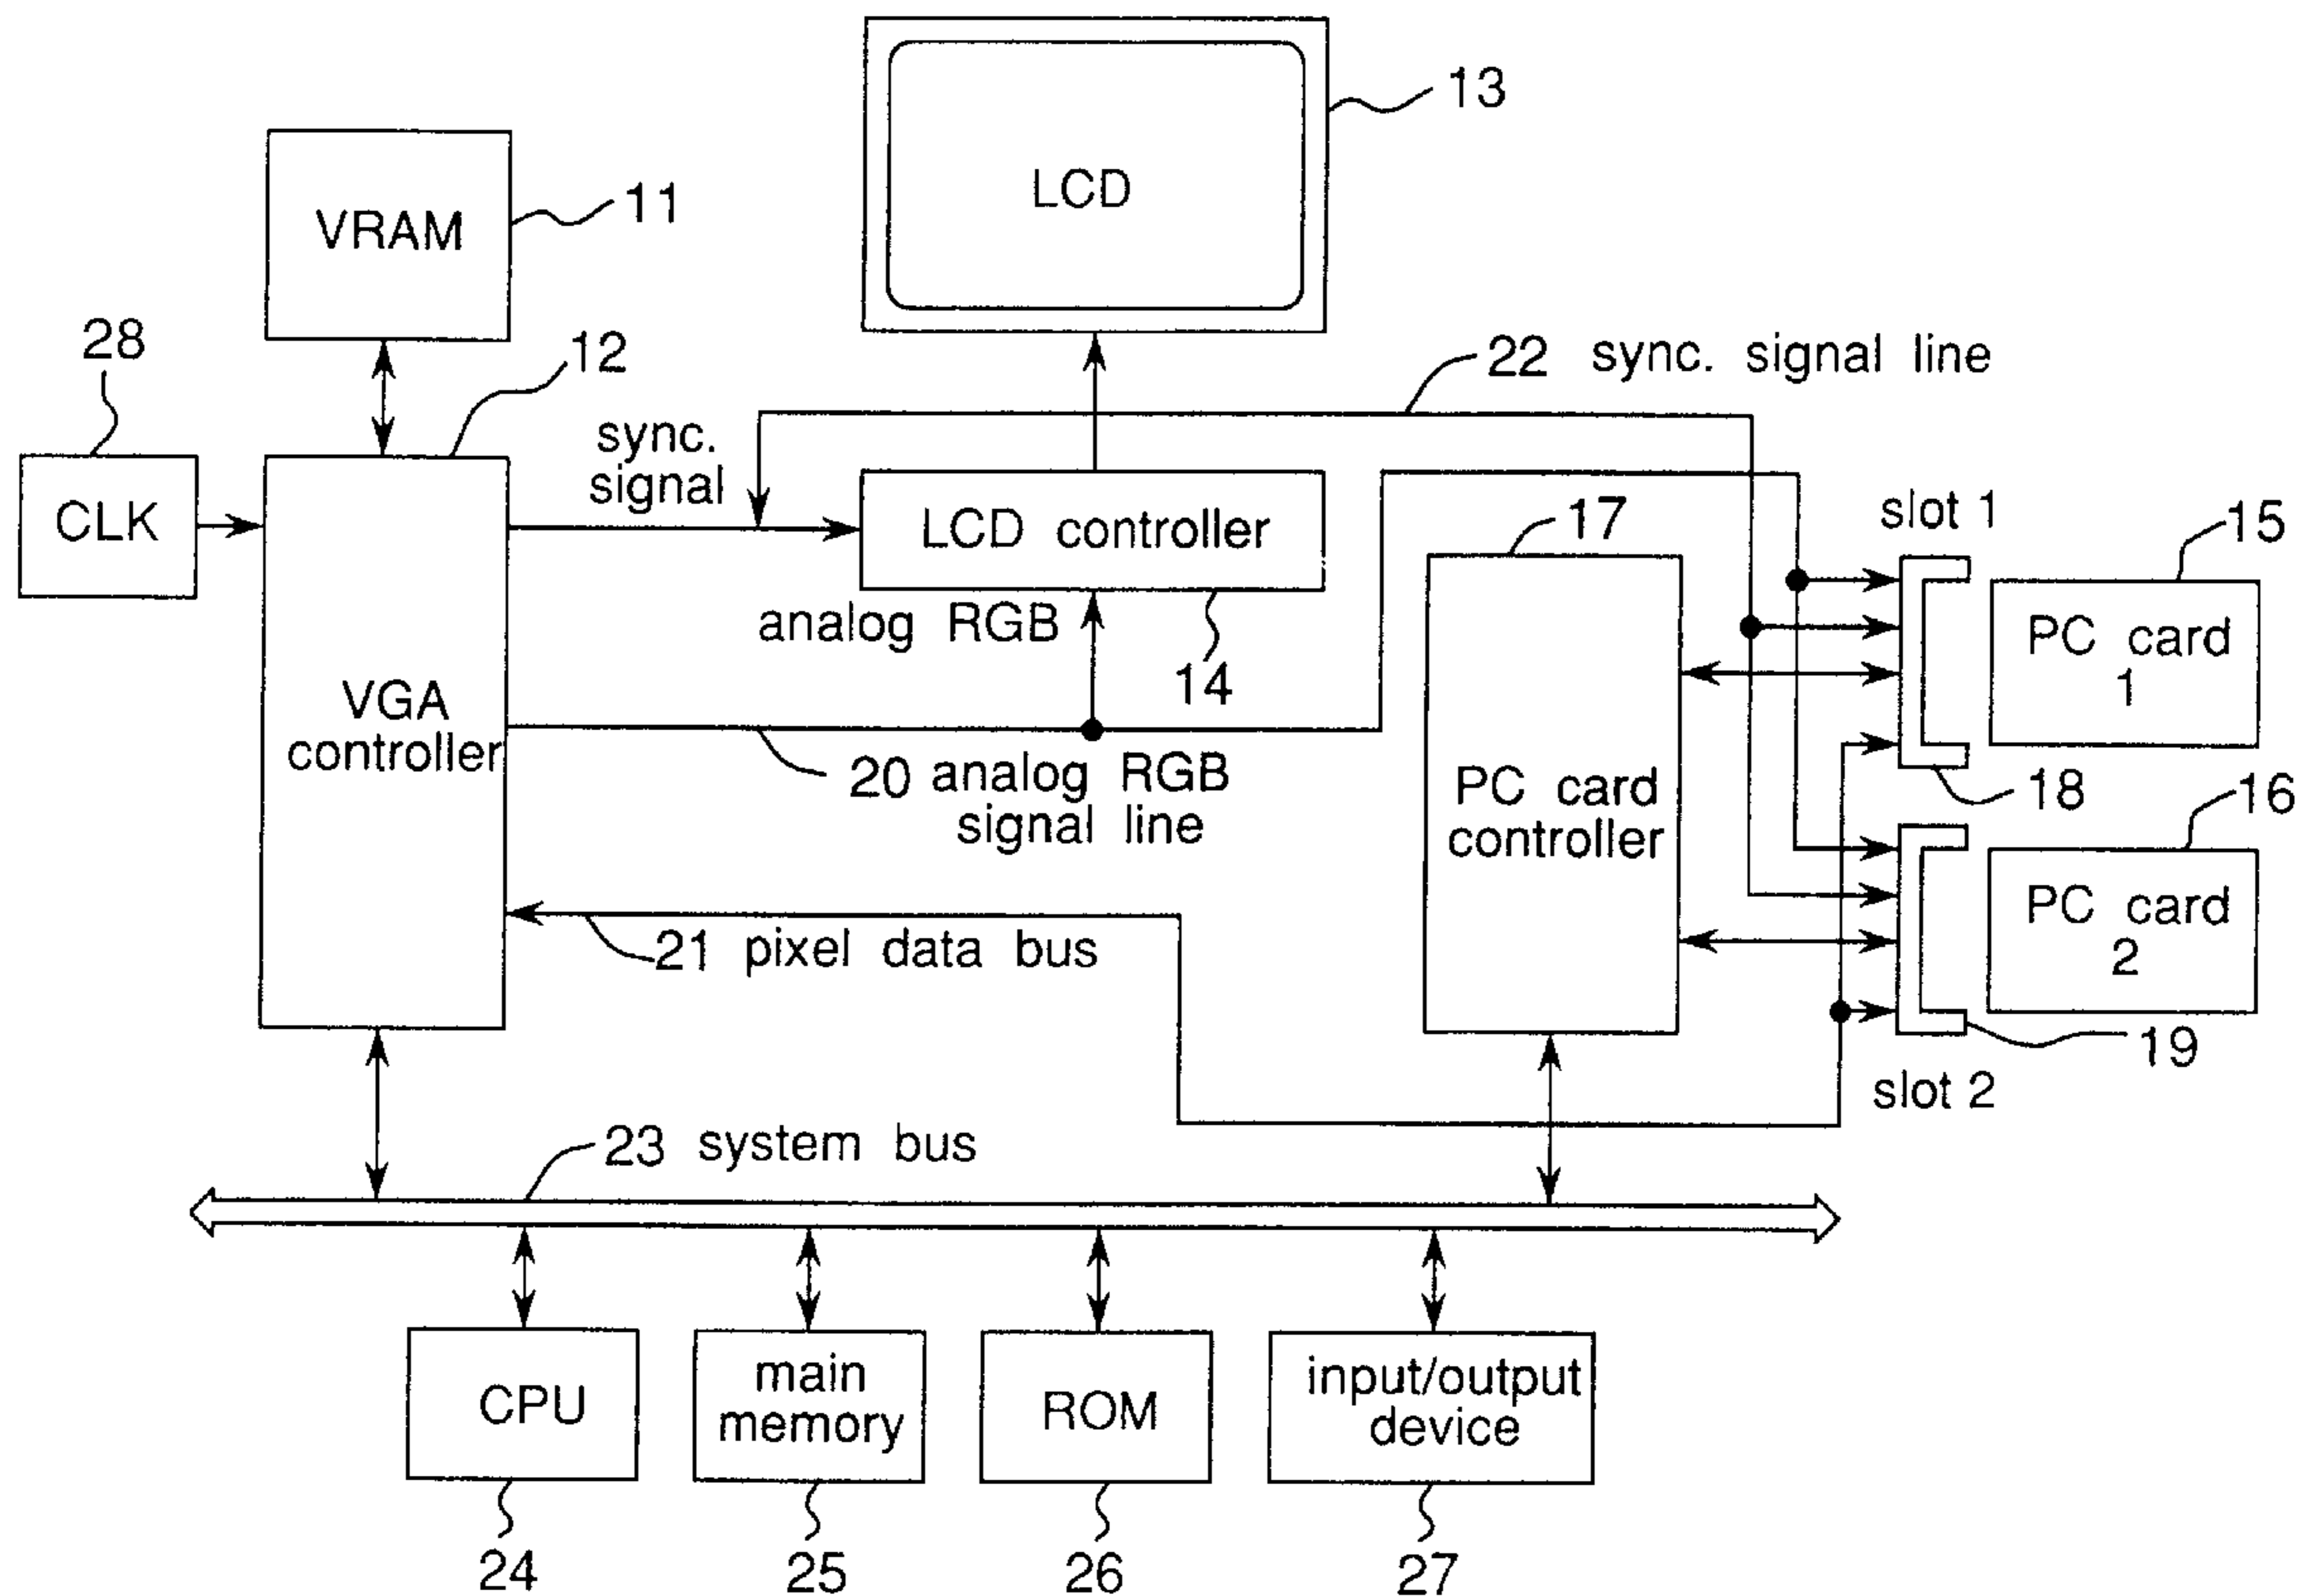 LCD
13
VRAM
11
28
12
22 sync. signal line
sync.
signal
CLK
LCD controller
17
slot 1
15
analog RGB
14
PC card
1
VGA
controller
20 analog RGB
signal line
PC card
controller
18
16
PC card
2
21 pixel data bus
19
slot 2
23 system bus
CPU
main
memory
ROM
input/output
device
24
25
26
27